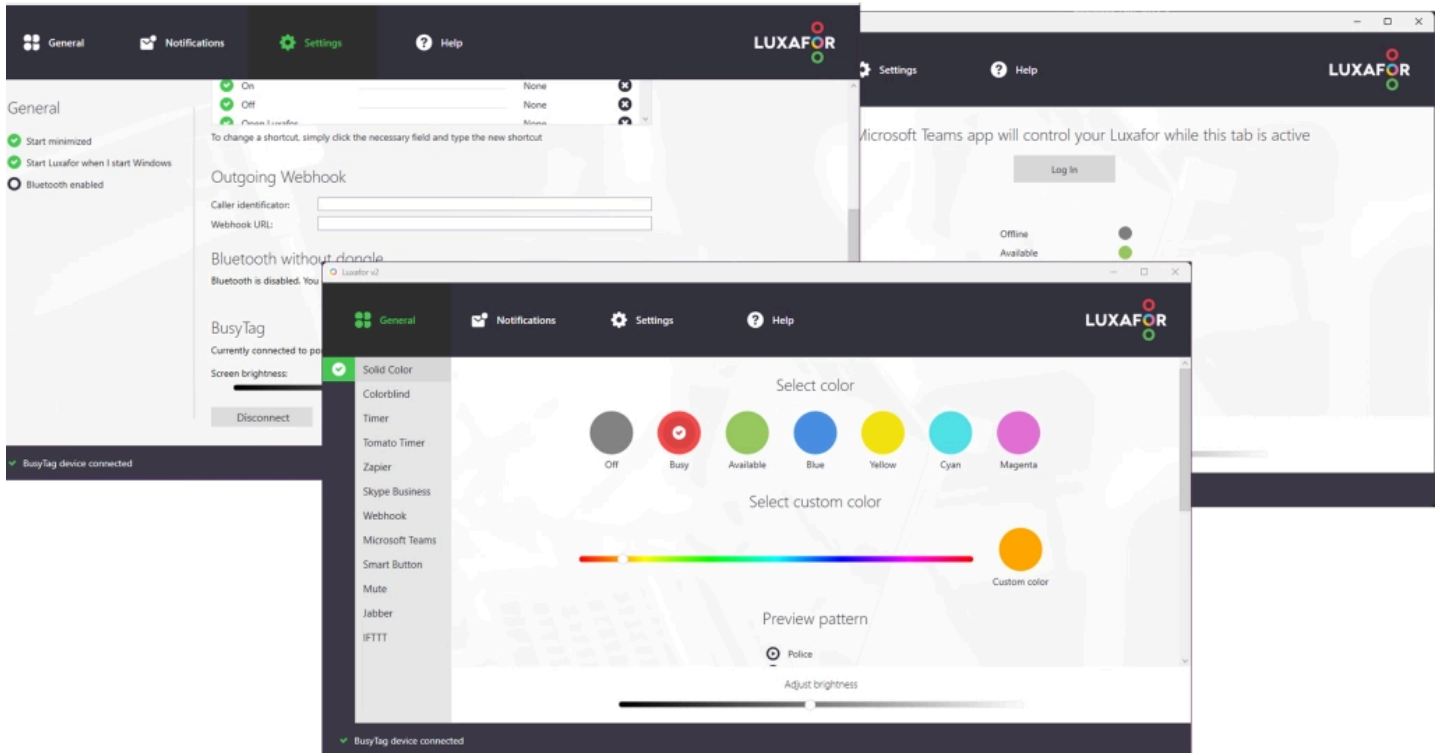 General
Notifications
Settings
Help
LUXAFOR
General
Start minimized
Start Luxafor when I start Windows
Bluetooth enabled
On None
Off None
Open Luxafor
To change a shortcut, simply click the necessary field and type the new shortcut
Outgoing Webhook
Caller identificator:
Webhook URL:
Bluetooth without dongle
Bluetooth is disabled. You
BusyTag
Currently connected to po
Screen brightness:
Disconnect
BusyTag device connected
Settings
Help
LUXAFOR
Microsoft Teams app will control your Luxafor while this tab is active
Log In
Offline
Available
Luxafor v2
General
Notifications
Settings
Help
LUXAFOR
Solid Color
Colorblind
Timer
Tomato Timer
Zapier
Skype Business
Webhook
Microsoft Teams
Smart Button
Mute
Jabber
IFTTT
Select color
Off
Busy
Available
Blue
Yellow
Cyan
Magenta
Select custom color
Custom color
Preview pattern
Police
Adjust brightness
BusyTag device connected